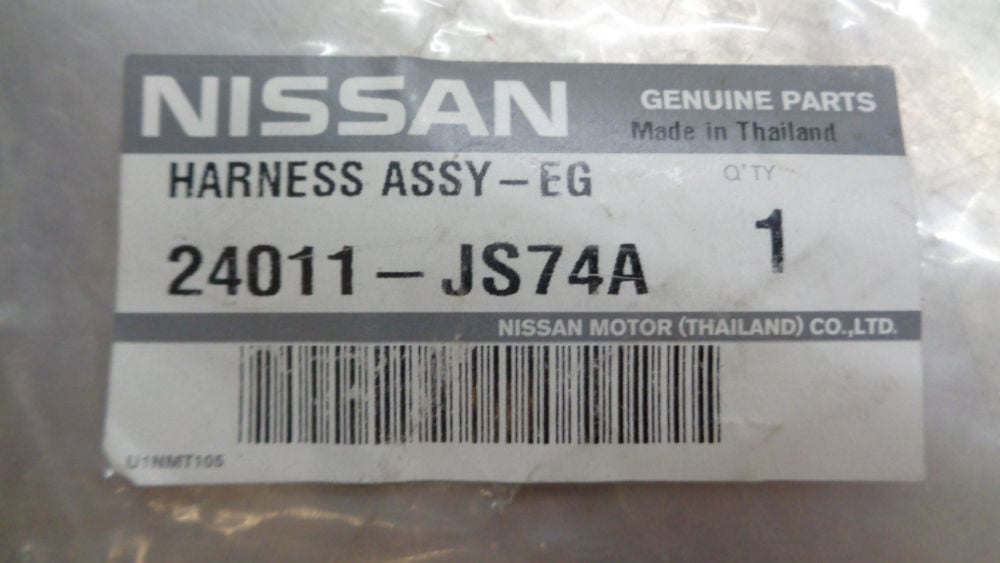 NISSAN
GENUINE PARTS
Made in Thailand
HARNESS ASSY-EG
Q'TY
24011-JS74A
1
NISSAN MOTOR (THAILAND) CO.,LTD.
U1NMT105